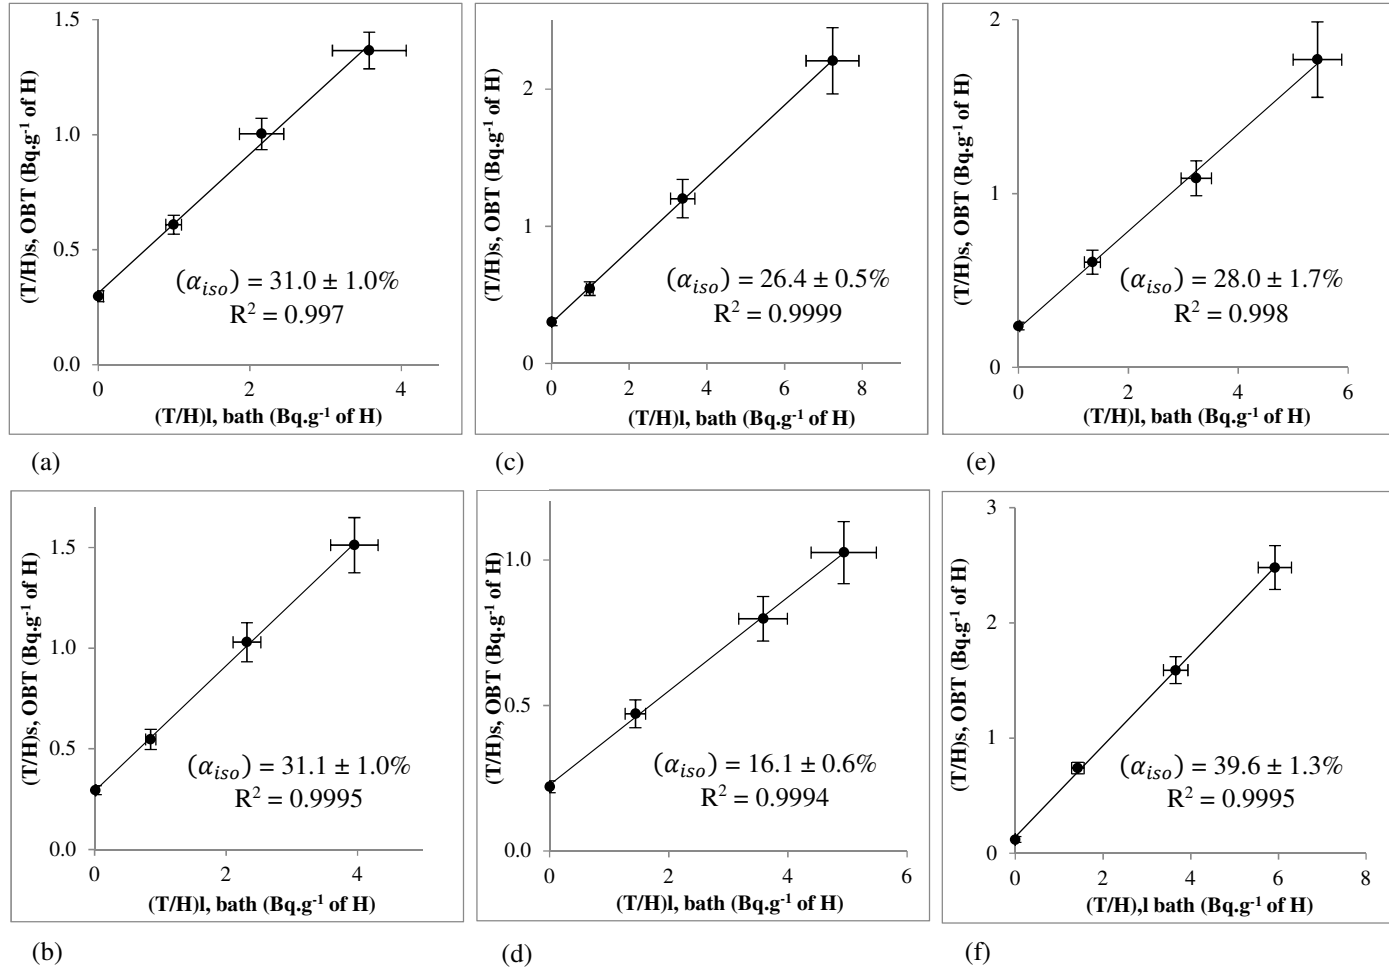 (T/H)s, OBT (Bq.g-1 of H)
1.5
1.0
0.5
0.0
(αiso) = 31.0 ± 1.0%
R2 = 0.997
0 2 4
(T/H)l, bath (Bq.g-1 of H)
(a)
(T/H)s, OBT (Bq.g-1 of H)
2
1
0
(αiso) = 26.4 ± 0.5%
R2 = 0.9999
0 2 4 6 8
(T/H)l, bath (Bq.g-1 of H)
(c)
(T/H)s, OBT (Bq.g-1 of H)
2
1
0
(αiso) = 28.0 ± 1.7%
R2 = 0.998
0 2 4 6
(T/H)l, bath (Bq.g-1 of H)
(e)
(T/H)s, OBT (Bq.g-1 of H)
1.5
1.0
0.5
0.0
(αiso) = 31.1 ± 1.0%
R2 = 0.9995
0 2 4
(T/H)l, bath (Bq.g-1 of H)
(b)
(T/H)s, OBT (Bq.g-1 of H)
1.0
0.5
0.0
(αiso) = 16.1 ± 0.6%
R2 = 0.9994
0 2 4 6
(T/H)l, bath (Bq.g-1 of H)
(d)
(T/H)s, OBT (Bq.g-1 of H)
3
2
1
0
(αiso) = 39.6 ± 1.3%
R2 = 0.9995
0 2 4 6 8
(T/H),l bath (Bq.g-1 of H)
(f)